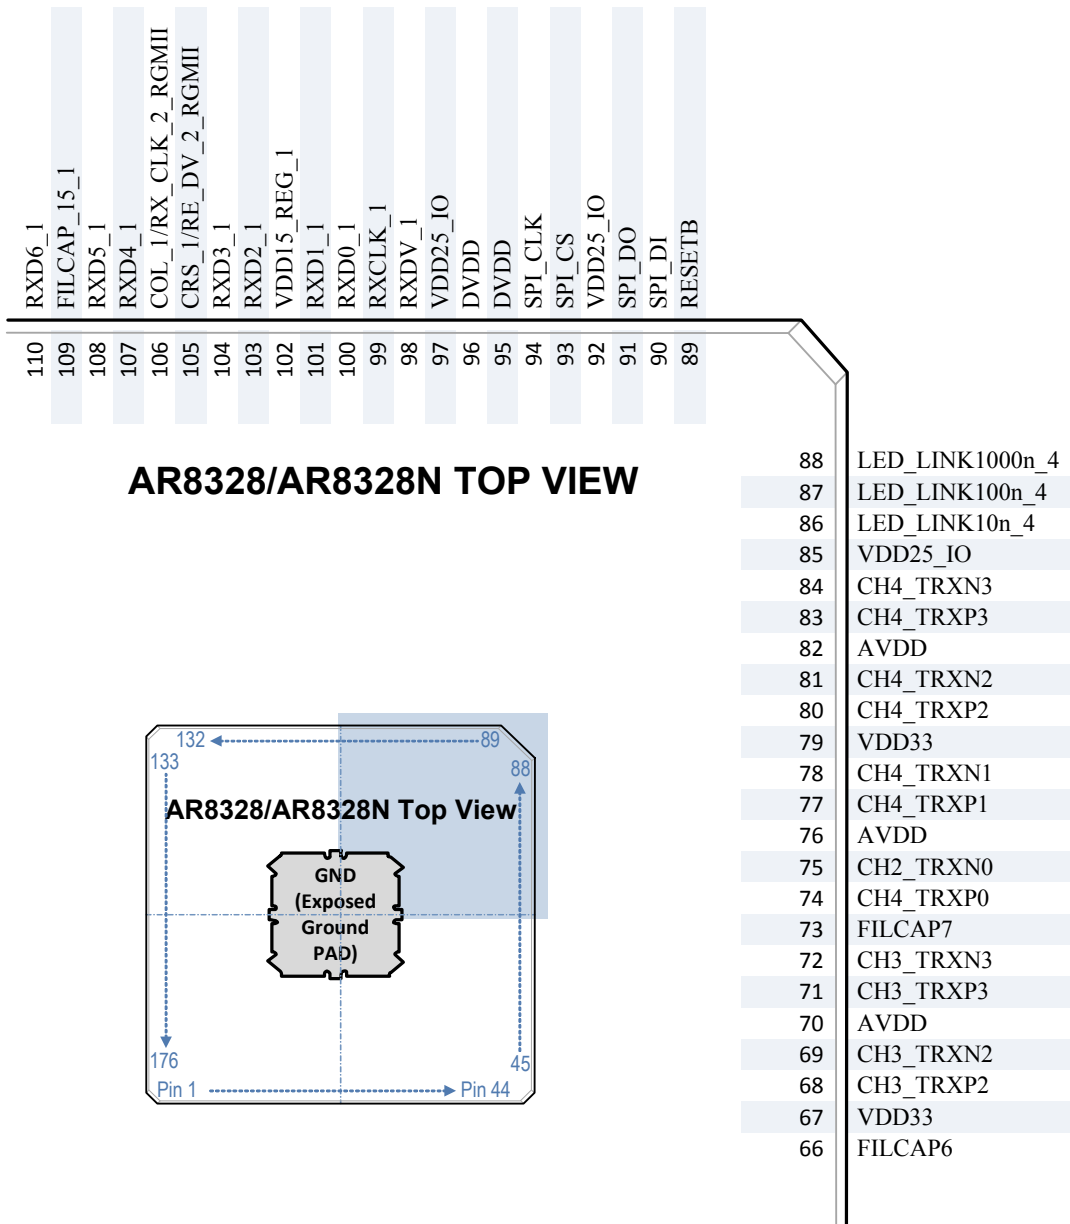 RXD6_1
FILCAP_15_1
RXD5_1
RXD4_1
COL_1/RX_CLK_2_RGMII
CRS_1/RE_DV_2_RGMII
RXD3_1
RXD2_1
VDD15_REG_1
RXD1_1
RXD0_1
RXCLK_1
RXDV_1
VDD25_IO
DVDD
DVDD
SPI_CLK
SPI_CS
VDD25_IO
SPI_DO
SPI_DI
RESETB
110
109
108
107
106
105
104
103
102
101
100
99
98
97
96
95
94
93
92
91
90
89
AR8328/AR8328N TOP VIEW
88 LED_LINK1000n_4
87 LED_LINK100n_4
86 LED_LINK10n_4
85 VDD25_IO
84 CH4_TRXN3
83 CH4_TRXP3
82 AVDD
81 CH4_TRXN2
80 CH4_TRXP2
79 VDD33
78 CH4_TRXN1
77 CH4_TRXP1
76 AVDD
75 CH2_TRXN0
74 CH4_TRXP0
73 FILCAP7
72 CH3_TRXN3
71 CH3_TRXP3
70 AVDD
69 CH3_TRXN2
68 CH3_TRXP2
67 VDD33
66 FILCAP6
132 89
133 88
AR8328/AR8328N Top View
GND
(Exposed
Ground
PAD)
176 45
Pin 1 Pin 44